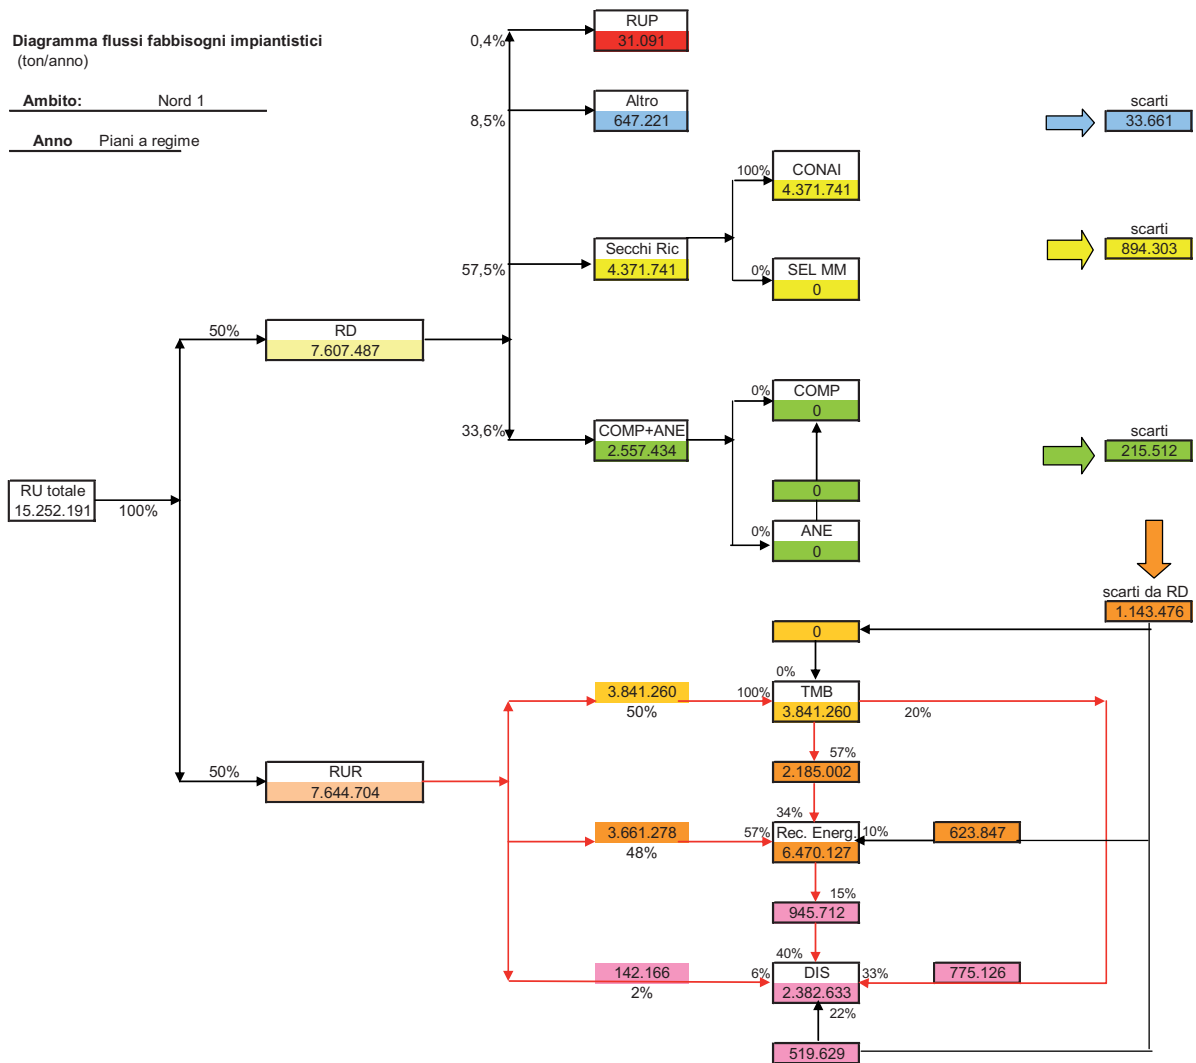 Diagramma flussi fabbisogni impiantistici
(ton/anno)
Ambito: Nord 1
Anno Piani a regime
RUP
0,4%
31.091
Altro
8,5%
647.221
scarti
33.661
CONAI
100%
4.371.741
Secchi Ric
57,5%
4.371.741
scarti
894.303
0%
SEL MM
0
50%
RD
7.607.487
0%
COMP
0
33,6%
COMP+ANE
2.557.434
scarti
215.512
RU totale
15.252.191
100%
0
0%
ANE
0
scarti da RD
1.143.476
0
0%
3.841.260
50%
100%
TMB
3.841.260
20%
57%
2.185.002
50%
RUR
7.644.704
34%
3.661.278
48%
57%
Rec. Energ.
10%
6.470.127
623.847
15%
945.712
40%
142.166
2%
6%
DIS
33%
2.382.633
775.126
22%
519.629